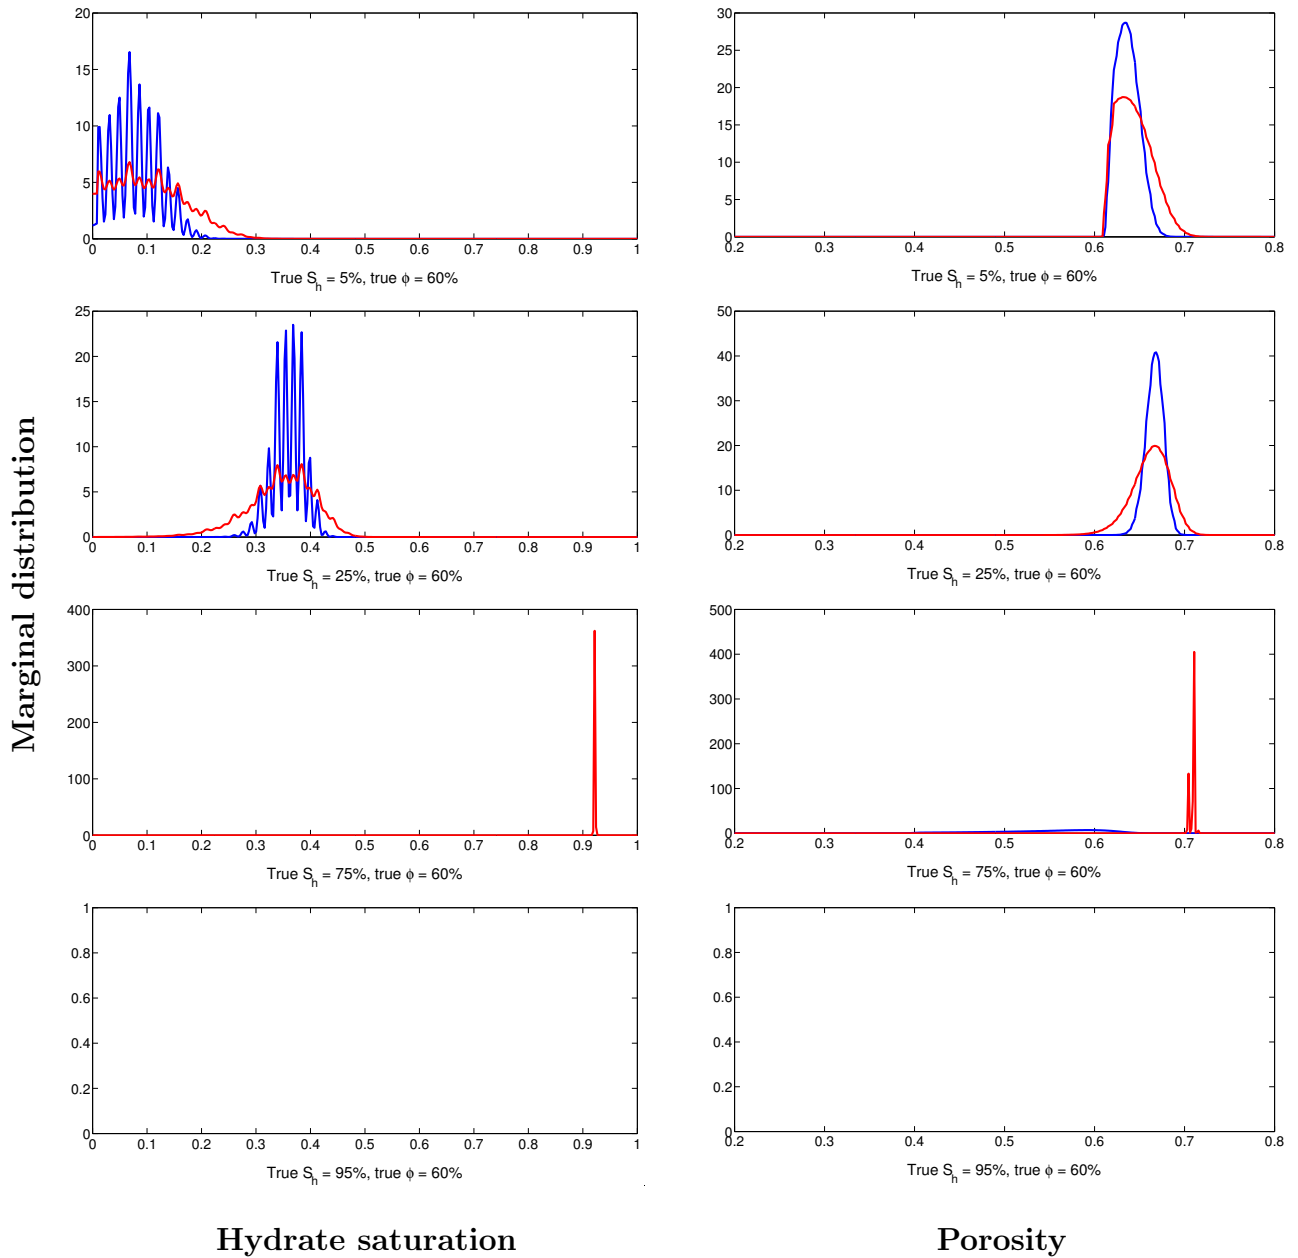 20
15
10
5
0
0 0.1 0.2 0.3 0.4 0.5 0.6 0.7 0.8 0.9 1
True S_h = 5%, true ϕ = 60%
30
25
20
15
10
5
0
0.2 0.3 0.4 0.5 0.6 0.7 0.8
True S_h = 5%, true ϕ = 60%
25
20
15
10
5
0
0 0.1 0.2 0.3 0.4 0.5 0.6 0.7 0.8 0.9 1
True S_h = 25%, true ϕ = 60%
50
40
30
20
10
0
0.2 0.3 0.4 0.5 0.6 0.7 0.8
True S_h = 25%, true ϕ = 60%
Marginal distribution
400
300
200
100
0
0 0.1 0.2 0.3 0.4 0.5 0.6 0.7 0.8 0.9 1
True S_h = 75%, true ϕ = 60%
500
400
300
200
100
0
0.2 0.3 0.4 0.5 0.6 0.7 0.8
True S_h = 75%, true ϕ = 60%
1
0.8
0.6
0.4
0.2
0
0 0.1 0.2 0.3 0.4 0.5 0.6 0.7 0.8 0.9 1
True S_h = 95%, true ϕ = 60%
1
0.8
0.6
0.4
0.2
0
0.2 0.3 0.4 0.5 0.6 0.7 0.8
True S_h = 95%, true ϕ = 60%
Hydrate saturation
Porosity